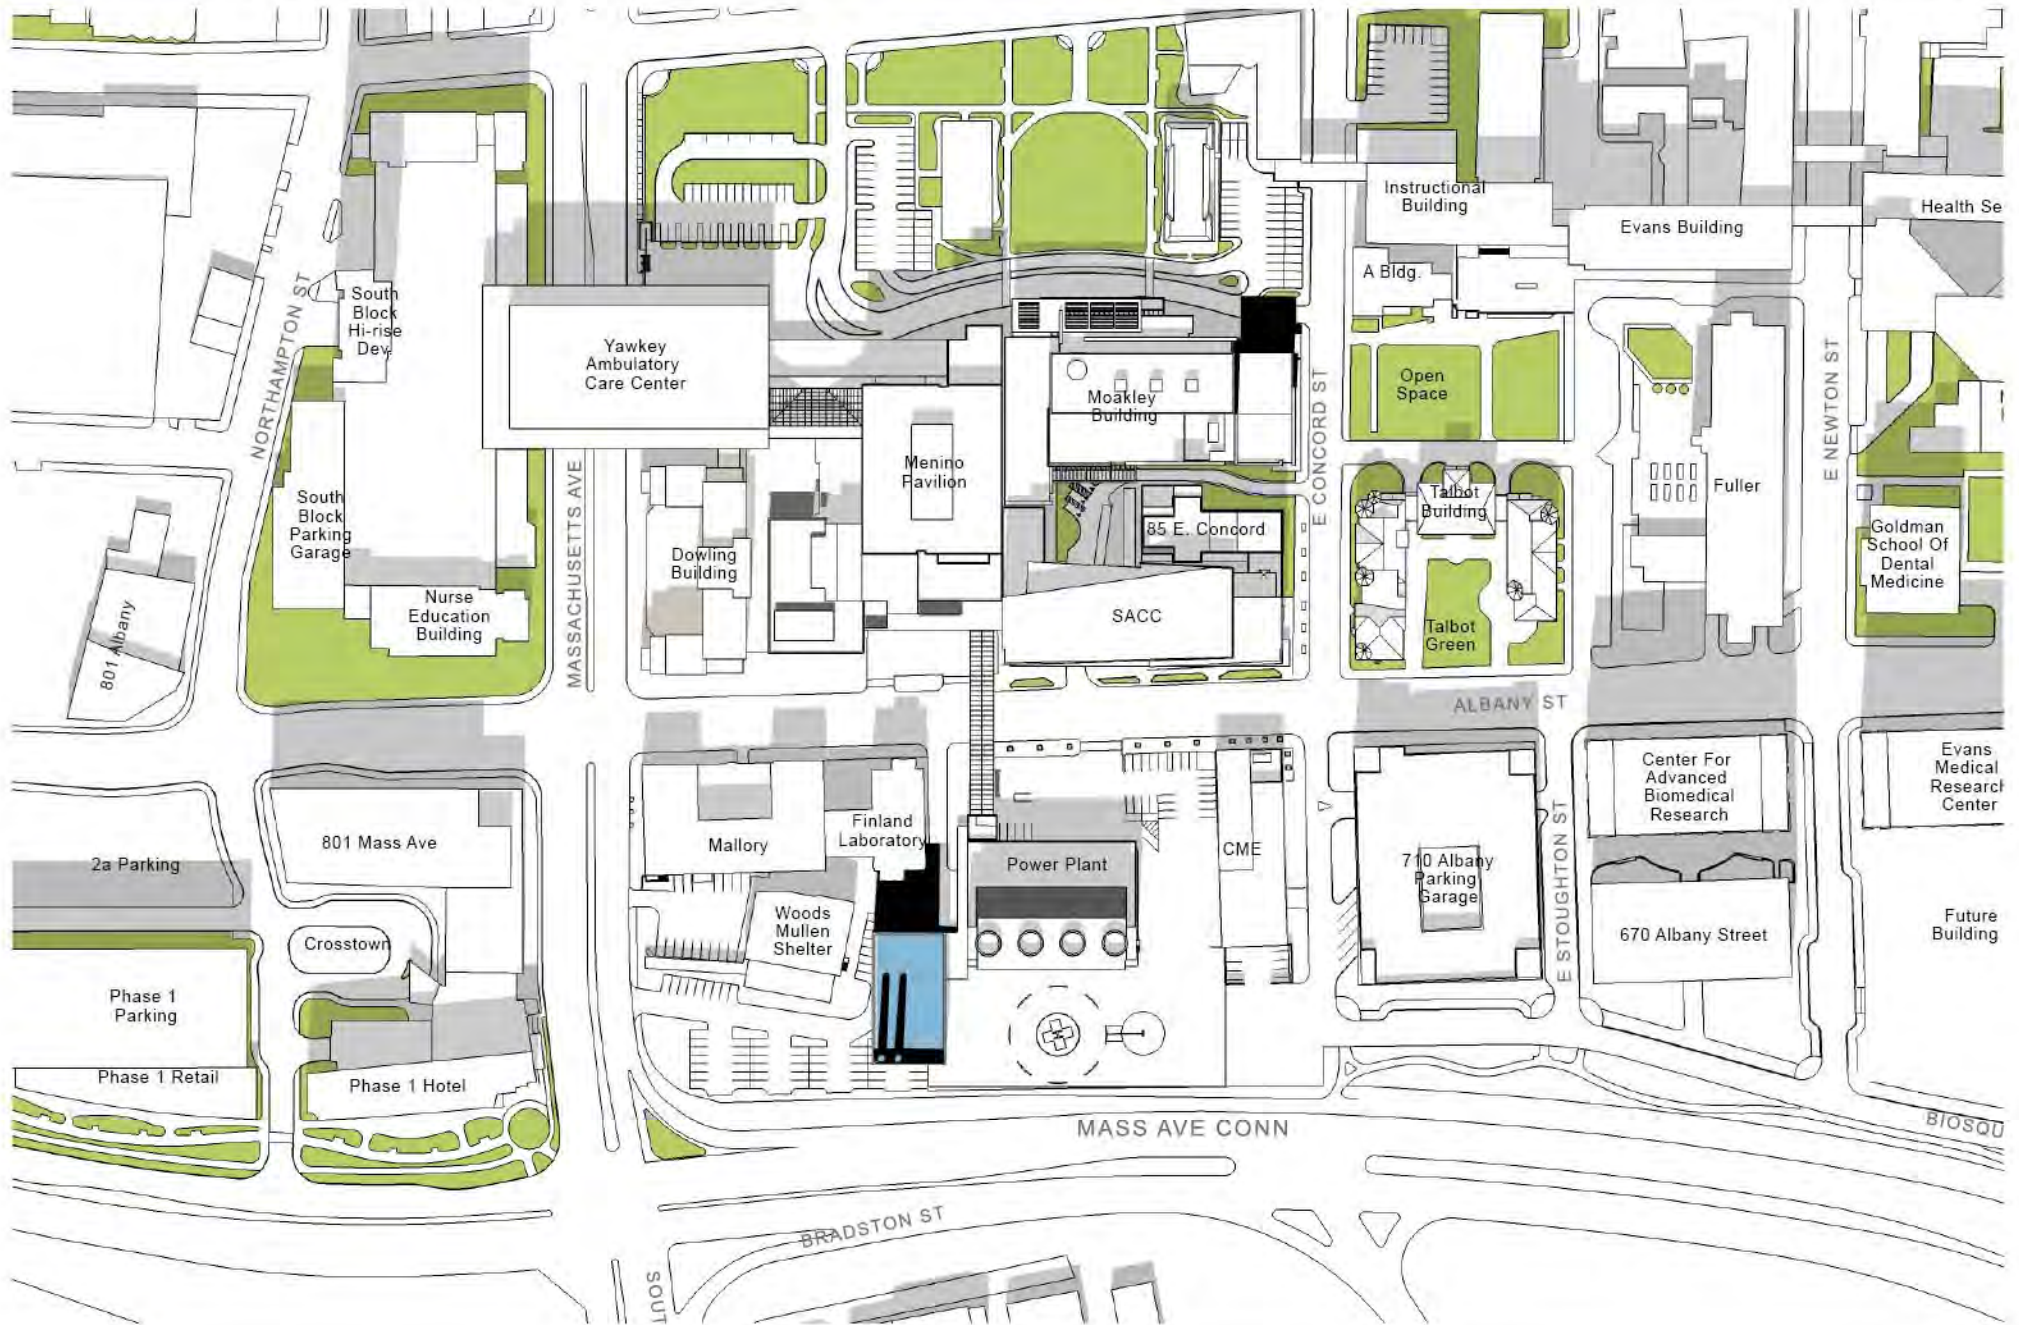 Instructional
Building
Health Se
Evans Building
A Bldg.
South
Block
Hi-rise
Dev.
NORTHAMPTON ST
Yawkey
Ambulatory
Care Center
Moakley
Building
E CONCORD ST
Open
Space
E NEWTON ST
Menino
Pavilion
MASSACHUSETTS AVE
South
Block
Parking
Garage
Talbot
Building
Fuller
85 E. Concord
Goldman
School Of
Dental
Medicine
Dowling
Building
Nurse
Education
Building
SACC
Talbot
Green
801 Albany
ALBANY ST
Center For
Advanced
Biomedical
Research
Evans
Medical
Research
Center
801 Mass Ave
Mallory
Finland
Laboratory
CME
Power Plant
2a Parking
710 Albany
Parking
Garage
E STOUGHTON ST
Woods
Mullen
Shelter
Crosstown
670 Albany Street
Future
Building
Phase 1
Parking
Phase 1 Retail
Phase 1 Hotel
MASS AVE CONN
BIOSQU
BRADSTON ST
SOUT